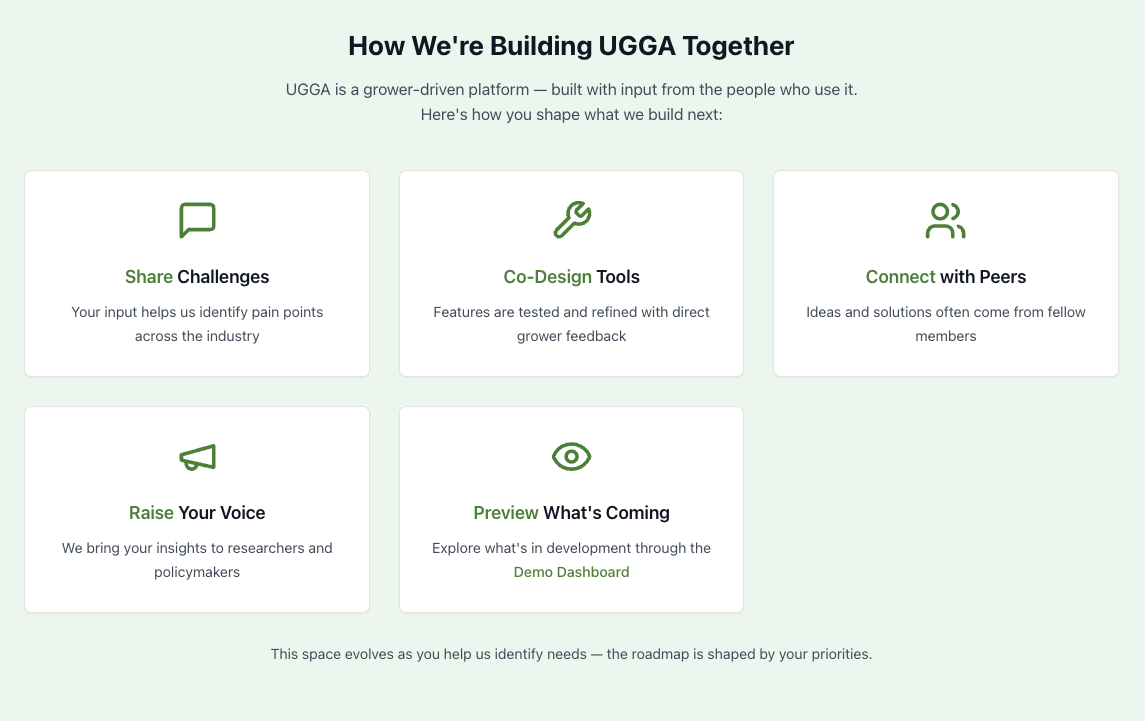 How We're Building UGGA Together
UGGA is a grower-driven platform — built with input from the people who use it.
Here's how you shape what we build next:
Share Challenges
Your input helps us identify pain points
across the industry
Co-Design Tools
Features are tested and refined with direct
grower feedback
Connect with Peers
Ideas and solutions often come from fellow
members
Raise Your Voice
We bring your insights to researchers and
policymakers
Preview What's Coming
Explore what's in development through the
Demo Dashboard
This space evolves as you help us identify needs — the roadmap is shaped by your priorities.